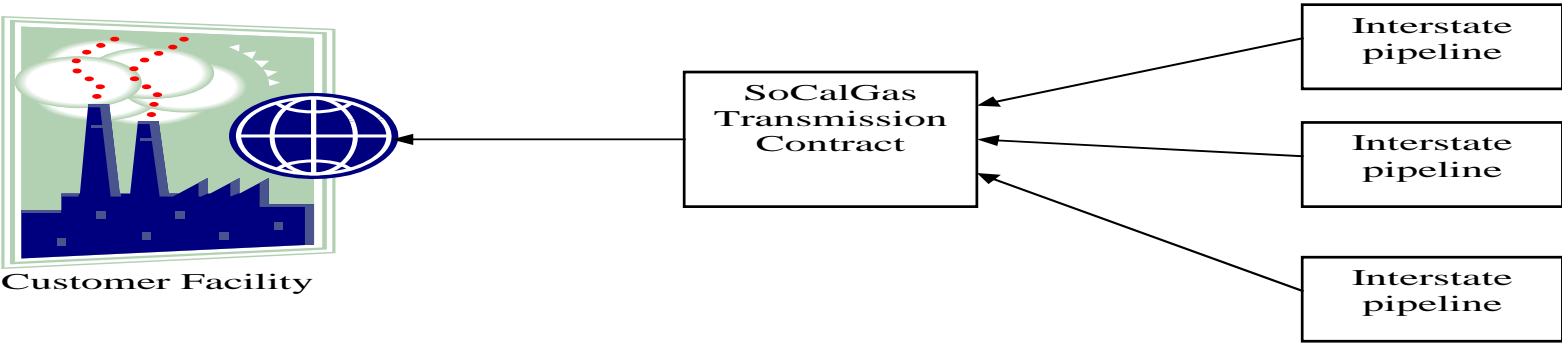 Interstate
pipeline
SoCalGas
Transmission
Contract
Interstate
pipeline
Interstate
pipeline
Customer Facility